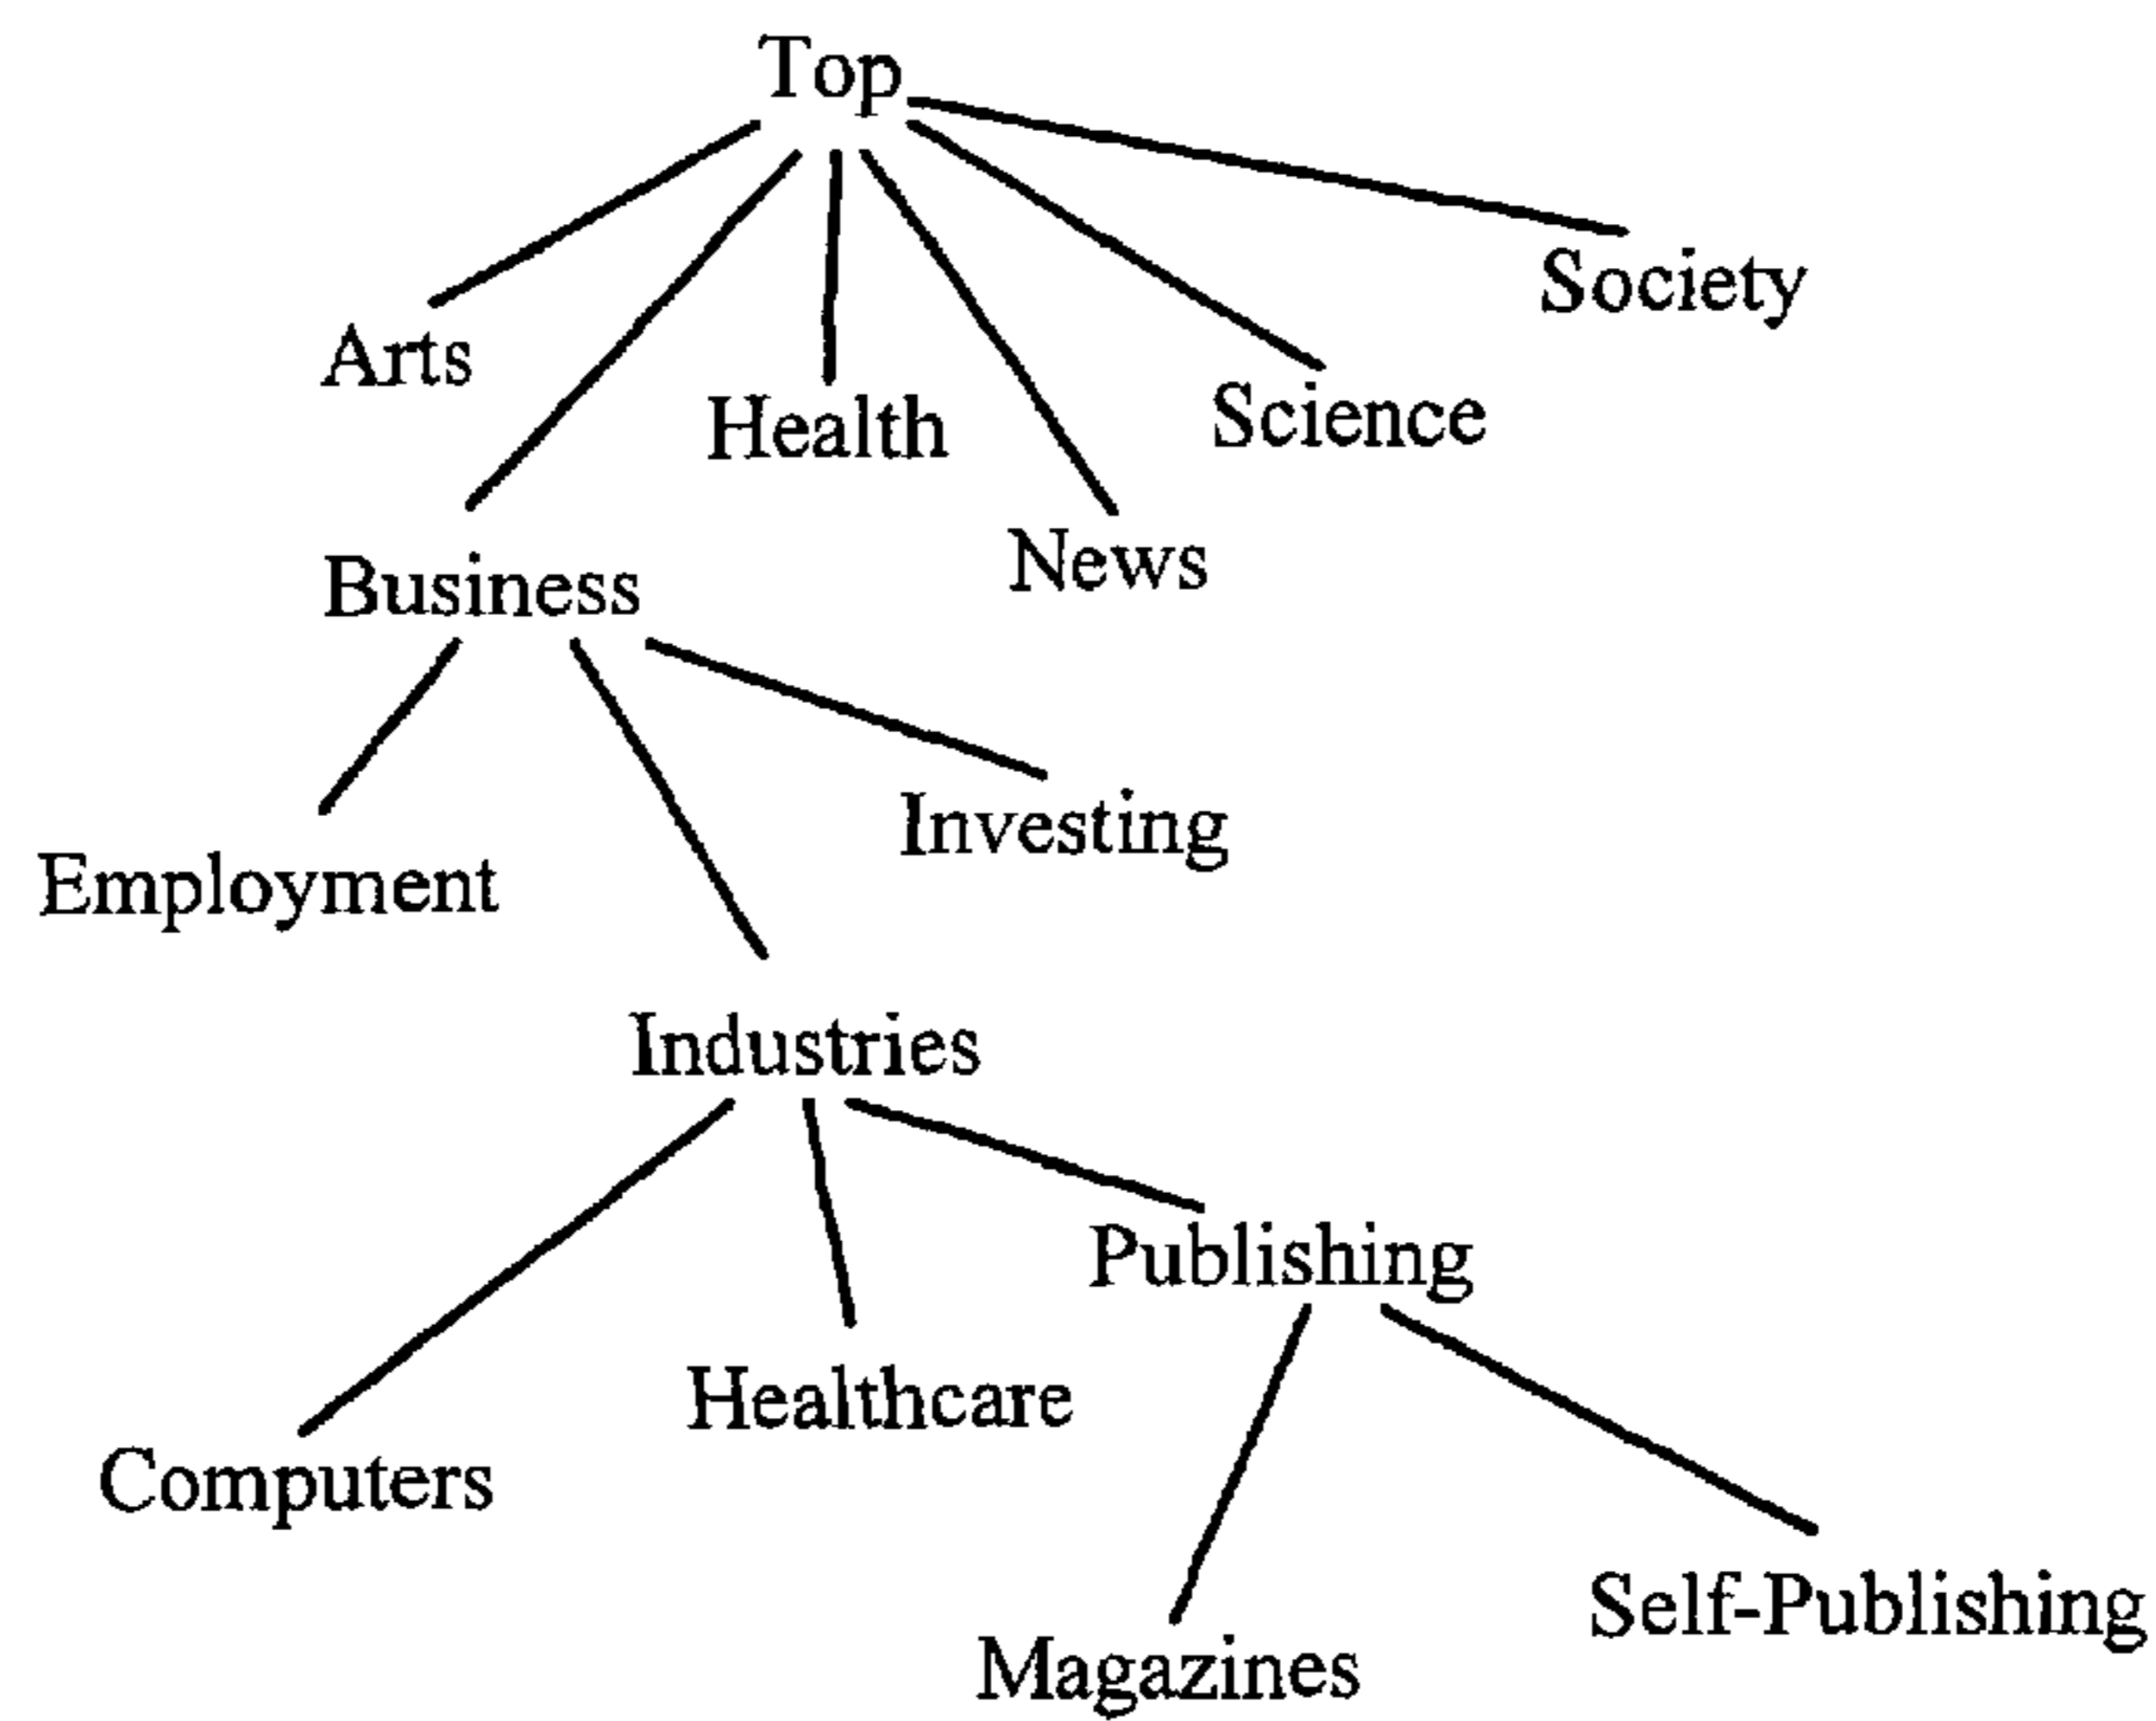 Top
Society
Arts
Health
Science
Business
News
Investing
Employment
Industries
Publishing
Healthcare
Computers
Self-Publishing
Magazines